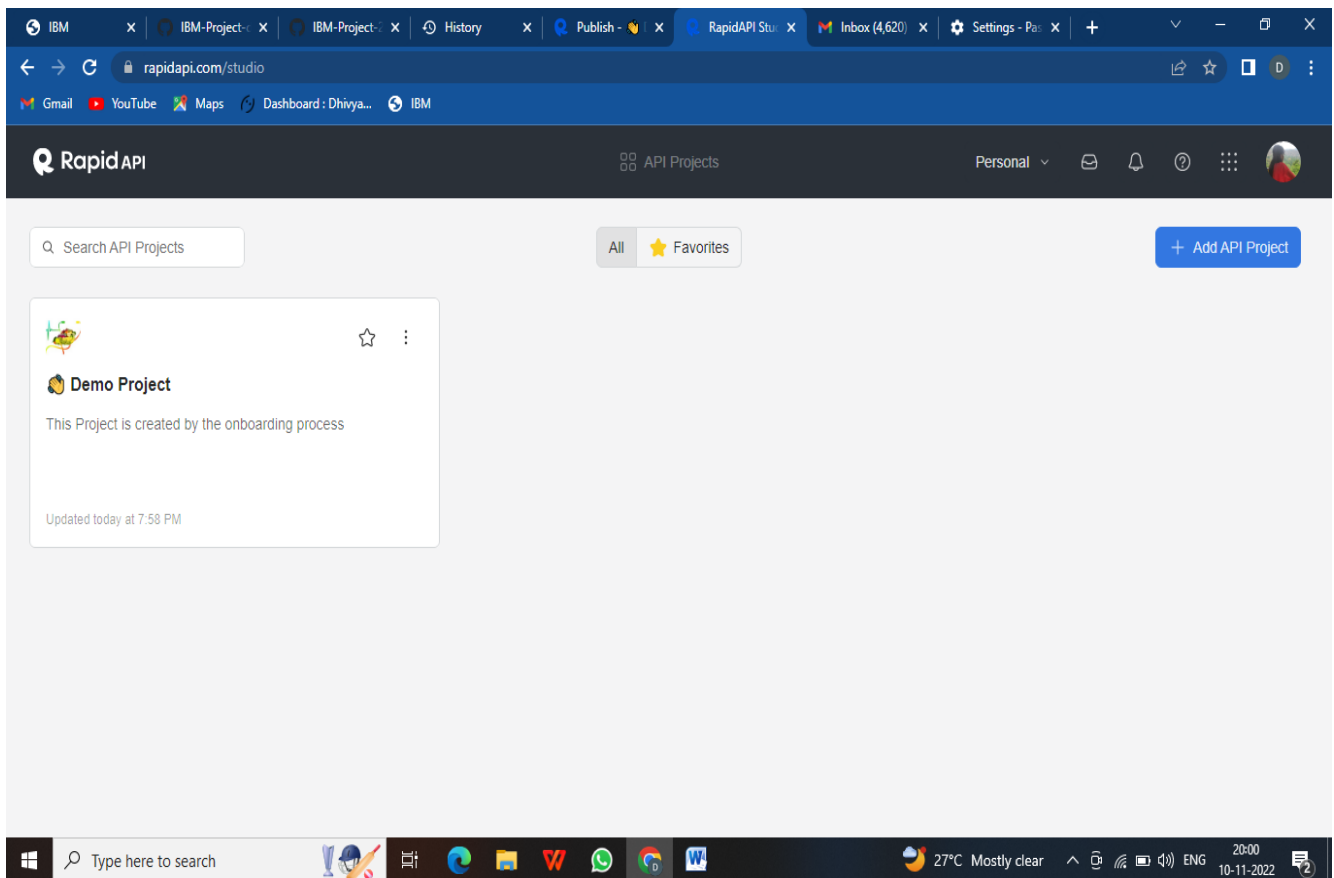 IBM IBM-Project- IBM-Project-2 History Publish - RapidAPI Stu Inbox (4,620) Settings - Pas
rapidapi.com/studio D
Gmail YouTube Maps Dashboard : Dhivya... IBM
Rapid API API Projects Personal
Search API Projects All Favorites + Add API Project
Demo Project
This Project is created by the onboarding process
Updated today at 7:58 PM
Type here to search 27°C Mostly clear ENG 20:00
10-11-2022 2